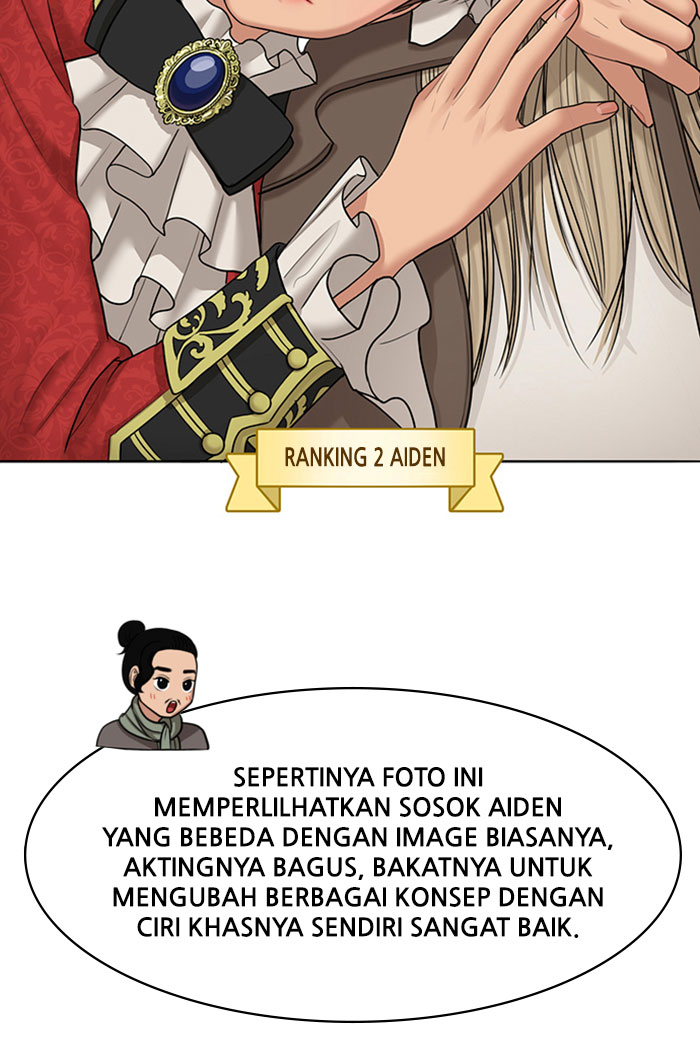 RANKING 2 AIDEN
SEPERTINYA FOTO INI
MEMPERLILHATKAN SOSOK AIDEN
YANG BEBEDA DENGAN IMAGE BIASANYA,
AKTINGNYA BAGUS, BAKATNYA UNTUK
MENGUBAH BERBAGAI KONSEP DENGAN
CIRI KHASNYA SENDIRI SANGAT BAIK.